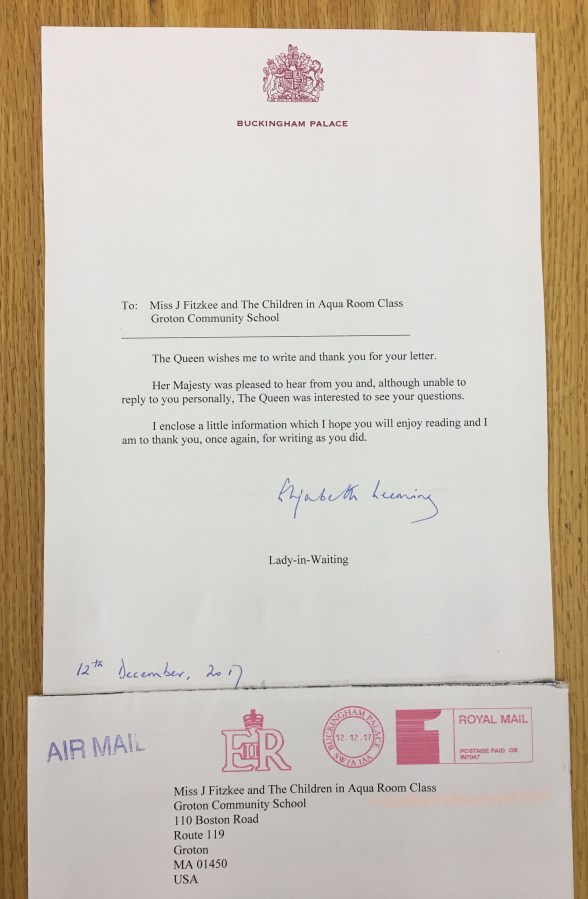 BUCKINGHAM PALACE
To: Miss J Fitzkee and The Children in Aqua Room Class
Groton Community School
The Queen wishes me to write and thank you for your letter.
Her Majesty was pleased to hear from you and, although unable to
reply to you personally, The Queen was interested to see your questions.
I enclose a little information which I hope you will enjoy reading and I
am to thank you, once again, for writing as you did.
Elizabeth Leeming
Lady-in-Waiting
12th December, 2017
AIR MAIL
EIIR
BUCKINGHAM PALACE
12.12.17
SW1A 1AA
ROYAL MAIL
POSTAGE PAID GB
Miss J Fitzkee and The Children in Aqua Room Class
Groton Community School
110 Boston Road
Route 119
Groton
MA 01450
USA